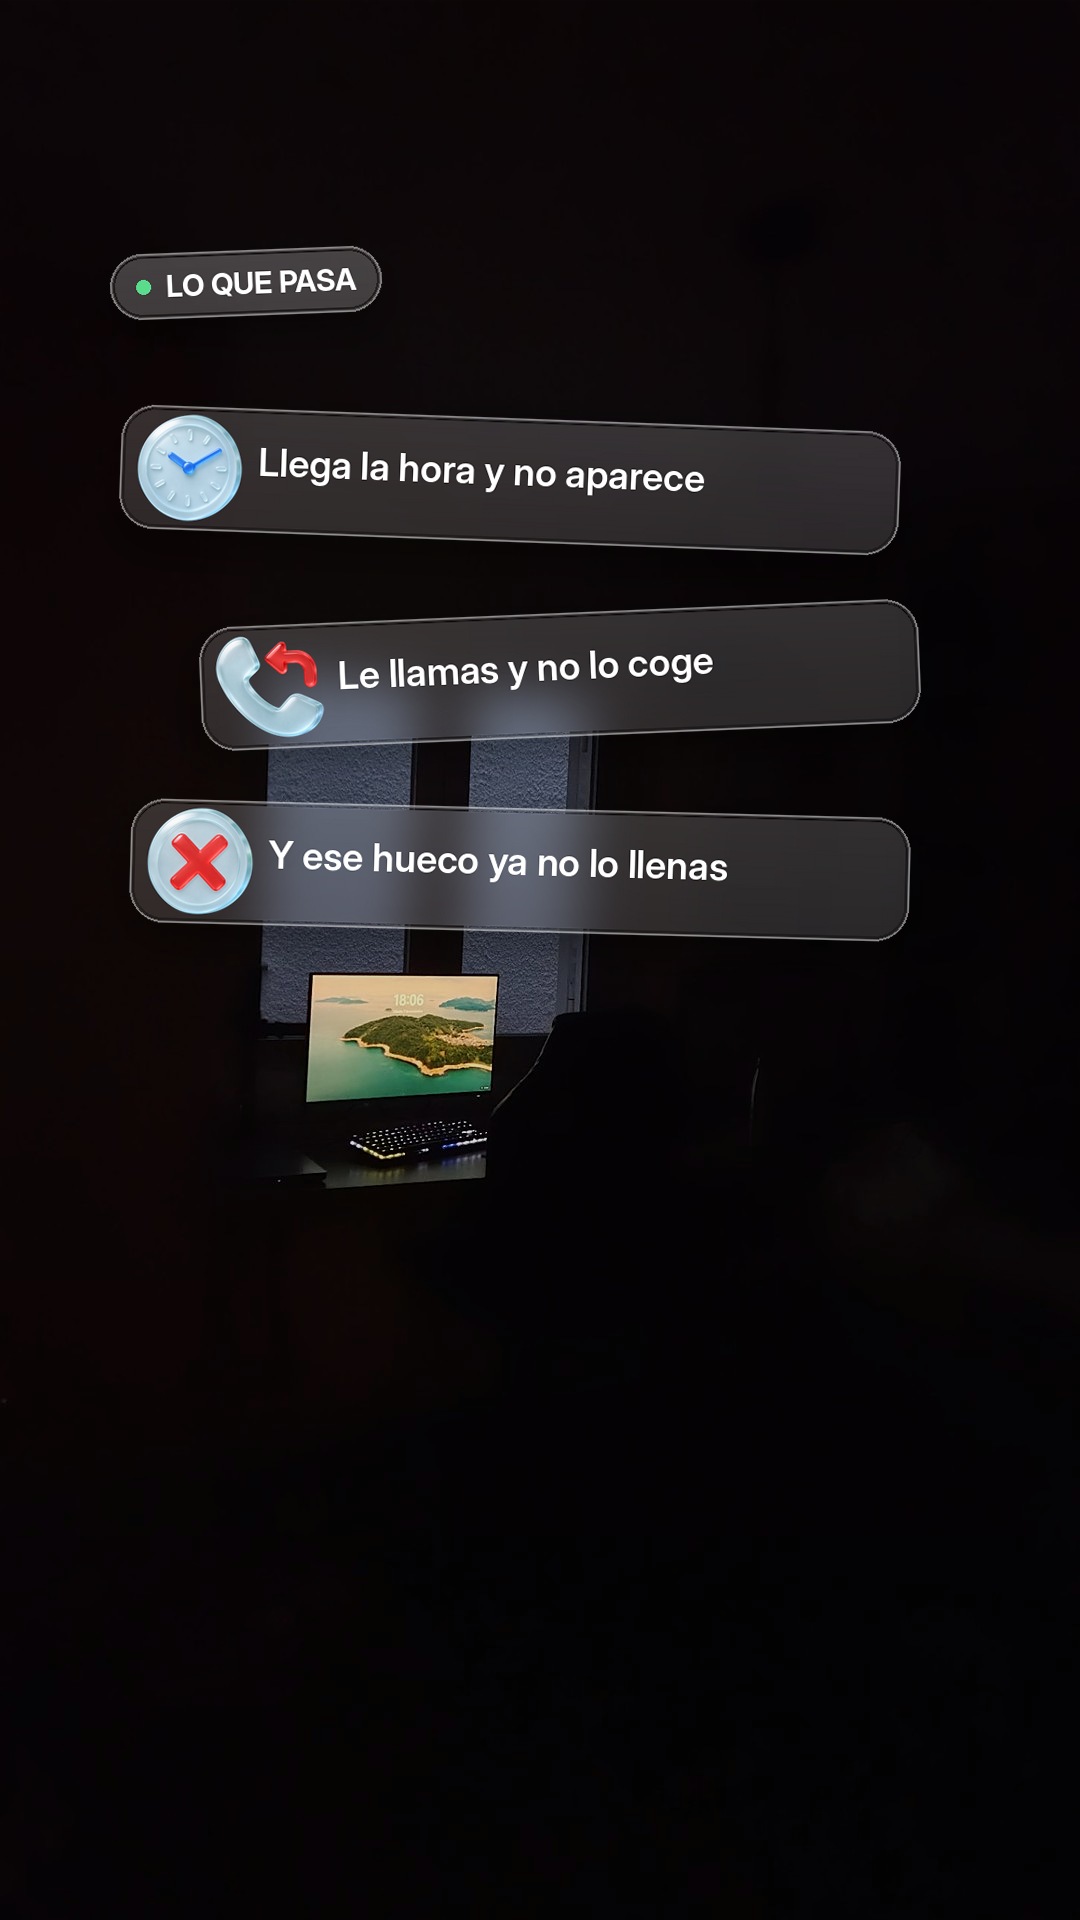 LO QUE PASA
Llega la hora y no aparece
Le llamas y no lo coge
Y ese hueco ya no lo llenas
18:06